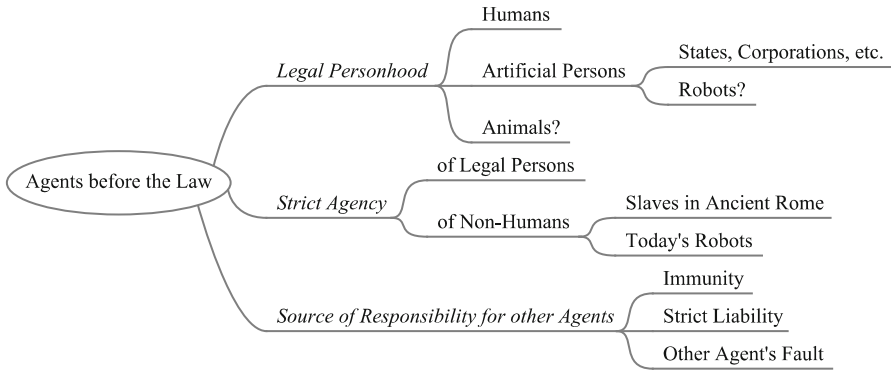 Agents before the Law
Legal Personhood
Humans
Artificial Persons
States, Corporations, etc.
Robots?
Animals?
Strict Agency
of Legal Persons
of Non-Humans
Slaves in Ancient Rome
Today's Robots
Source of Responsibility for other Agents
Immunity
Strict Liability
Other Agent's Fault